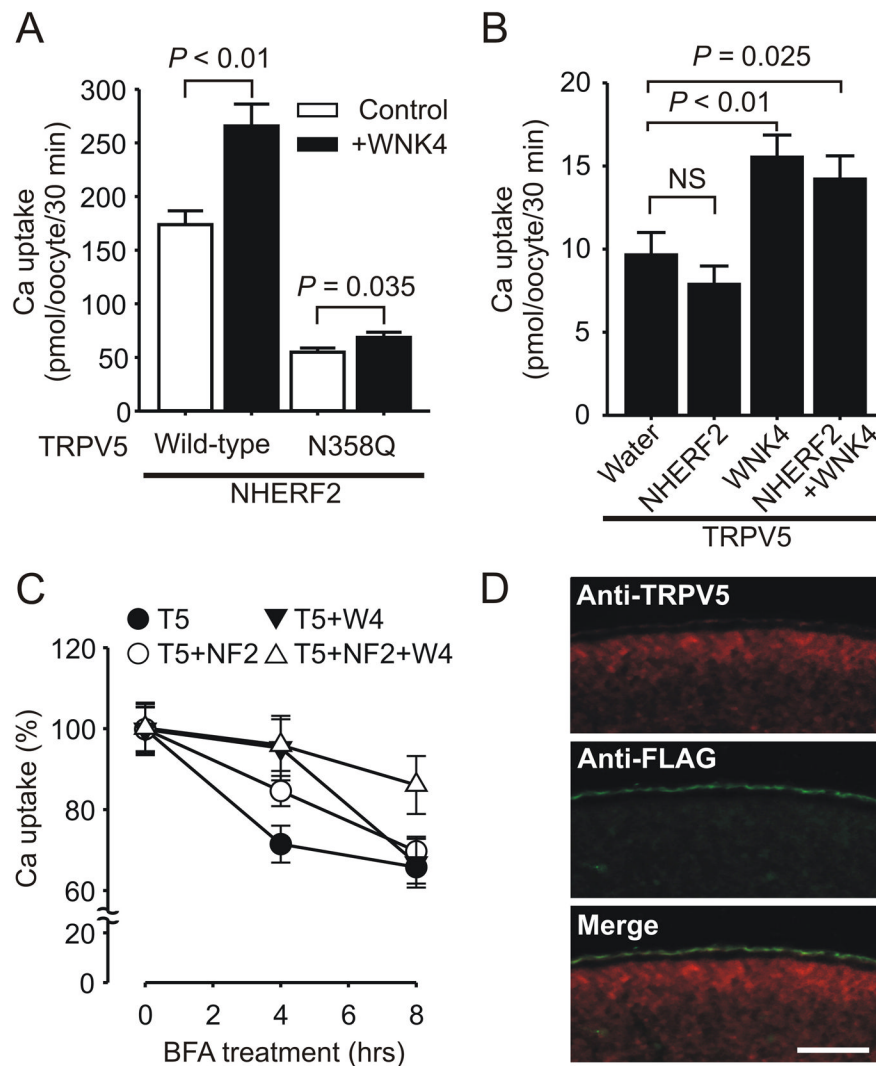 A
P < 0.01
Ca uptake
(pmol/oocyte/30 min)
300
250
200
150
100
50
0
Control
+WNK4
P = 0.035
TRPV5
Wild-type N358Q
NHERF2
B
P = 0.025
P < 0.01
NS
Ca uptake
(pmol/oocyte/30 min)
20
15
10
5
0
Water
NHERF2
WNK4
NHERF2
+WNK4
TRPV5
C
T5 T5+W4
T5+NF2 T5+NF2+W4
Ca uptake (%)
120
100
80
60
20
0
0 2 4 6 8
BFA treatment (hrs)
D
Anti-TRPV5
Anti-FLAG
Merge